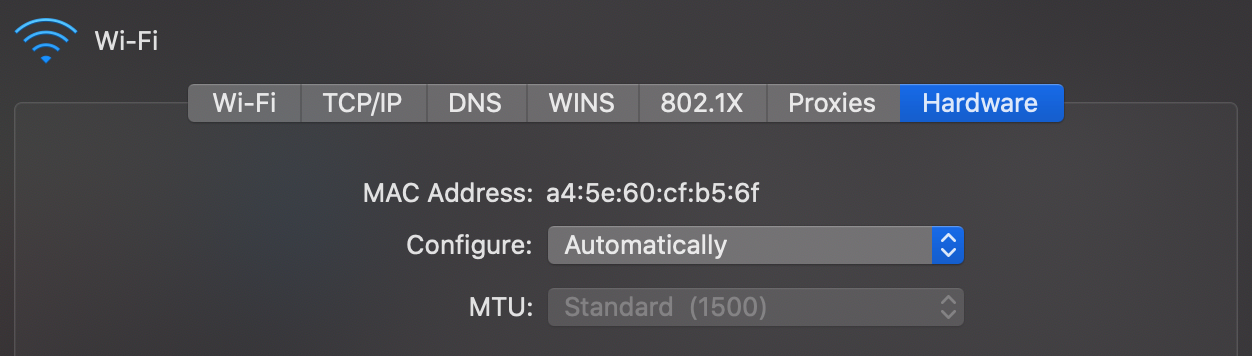 Wi-Fi
Wi-Fi TCP/IP DNS WINS 802.1X Proxies Hardware
MAC Address: a4:5e:60:cf:b5:6f
Configure: Automatically
MTU: Standard (1500)